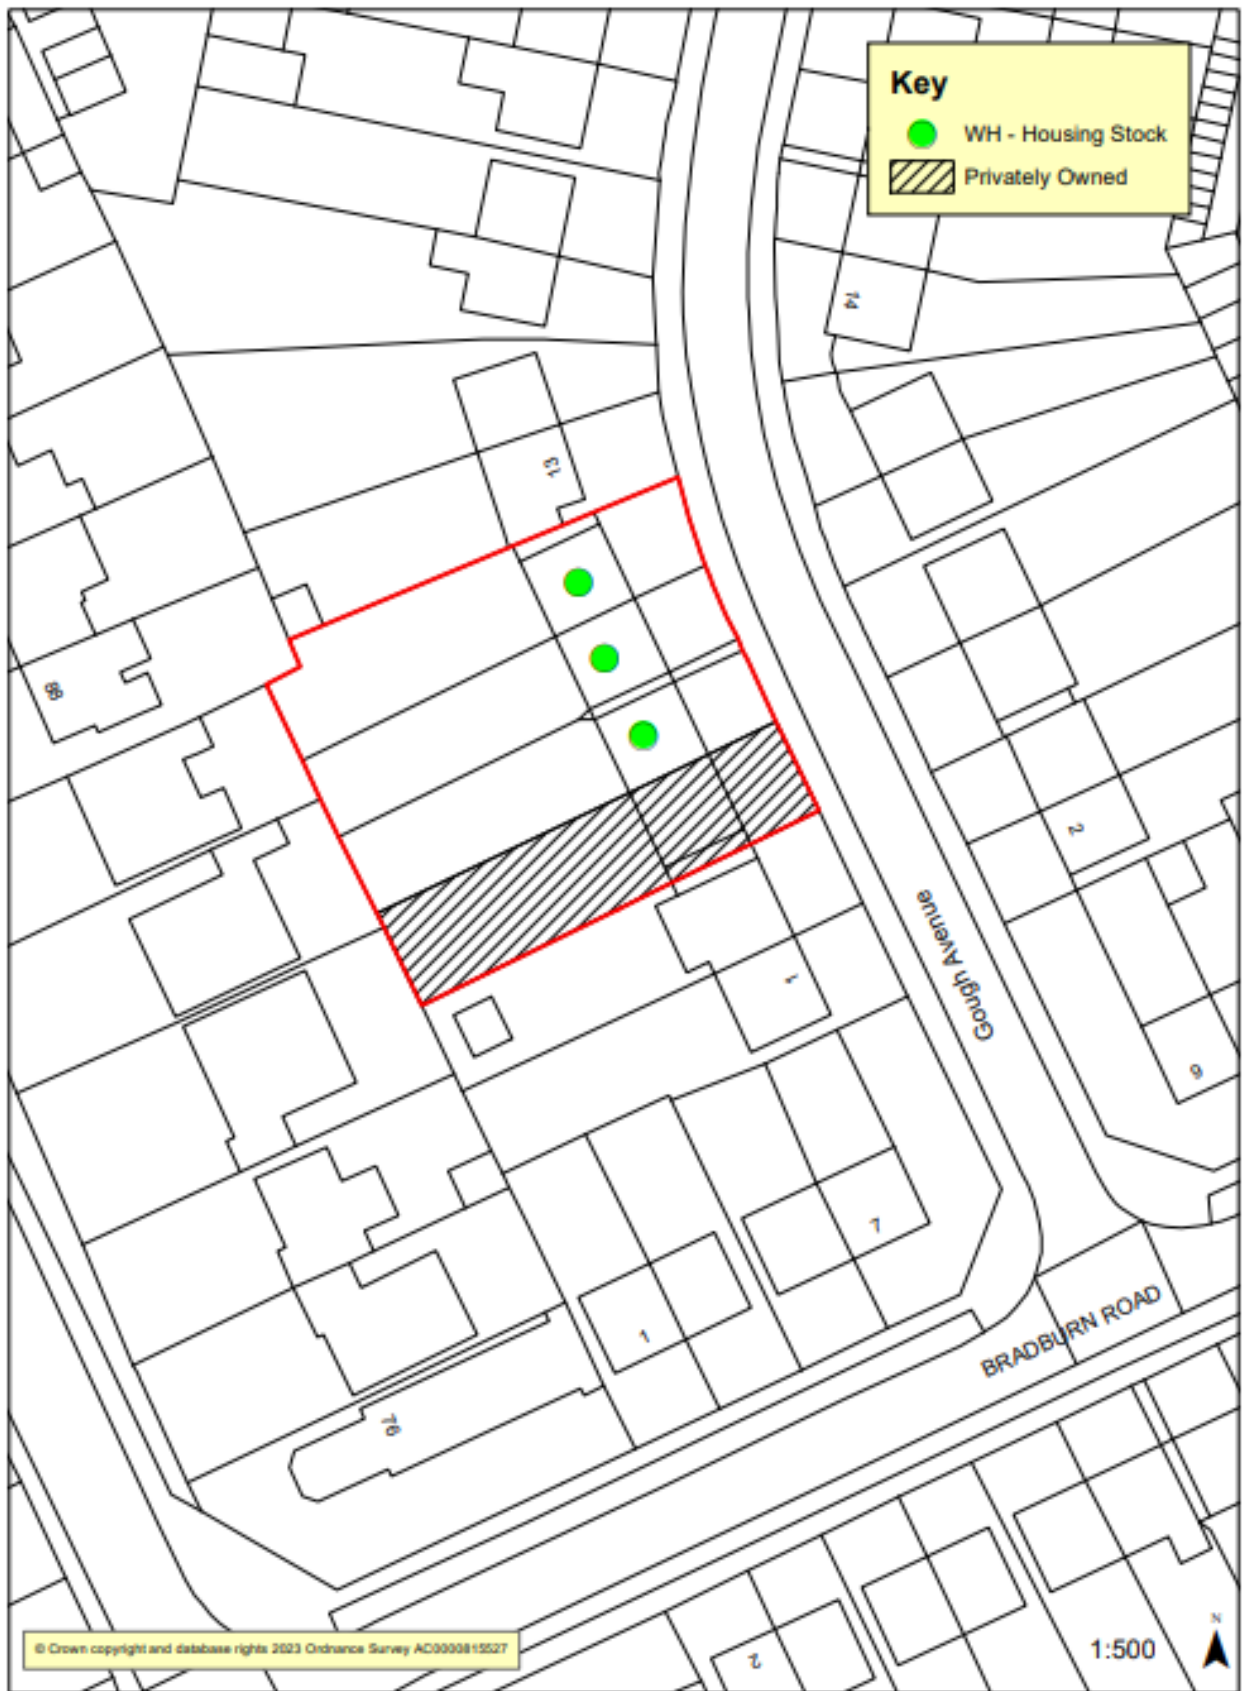 Key
WH - Housing Stock
Privately Owned
14
13
88
2
1
Gough Avenue
9
7
1
BRADBURN ROAD
76
2
N
1:500
© Crown copyright and database rights 2023 Ordnance Survey AC0000815527